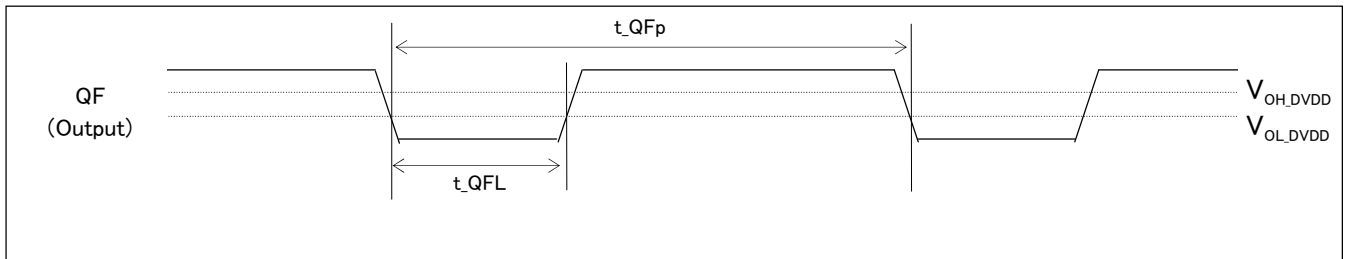 t_QFp
QF
(Output)
V_OH_DVDD
V_OL_DVDD
t_QFL